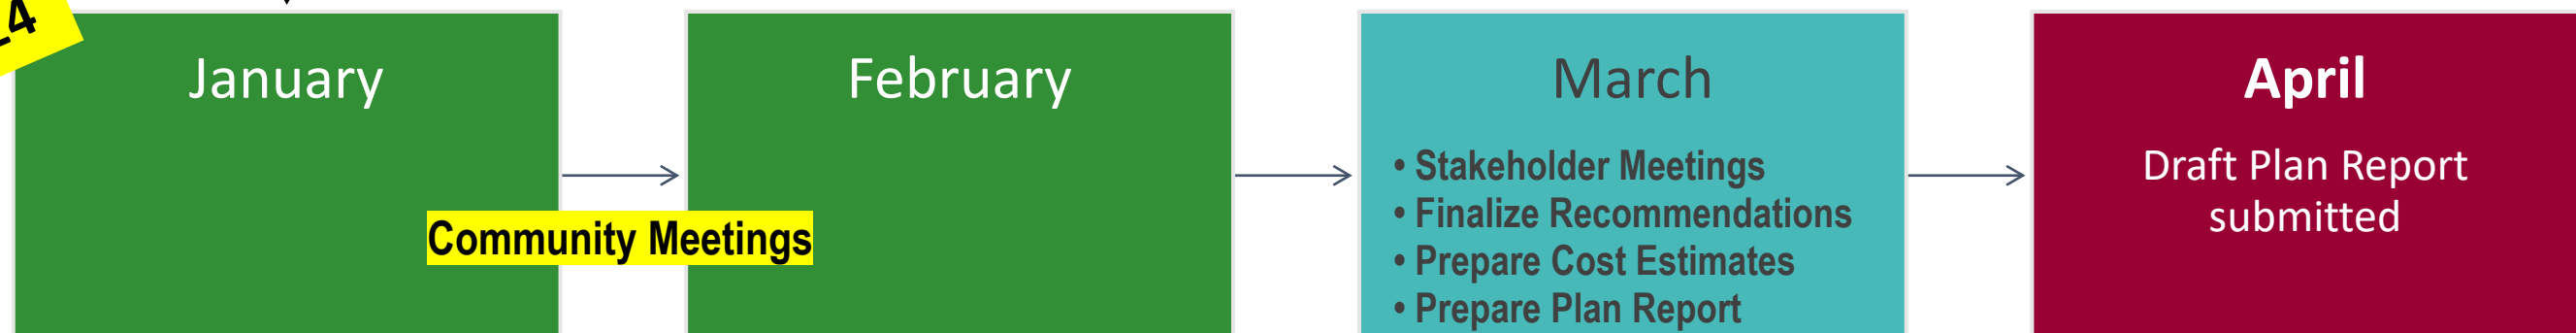 January
Community Meetings
February
March
• Stakeholder Meetings
• Finalize Recommendations
• Prepare Cost Estimates
• Prepare Plan Report
April
Draft Plan Report
submitted